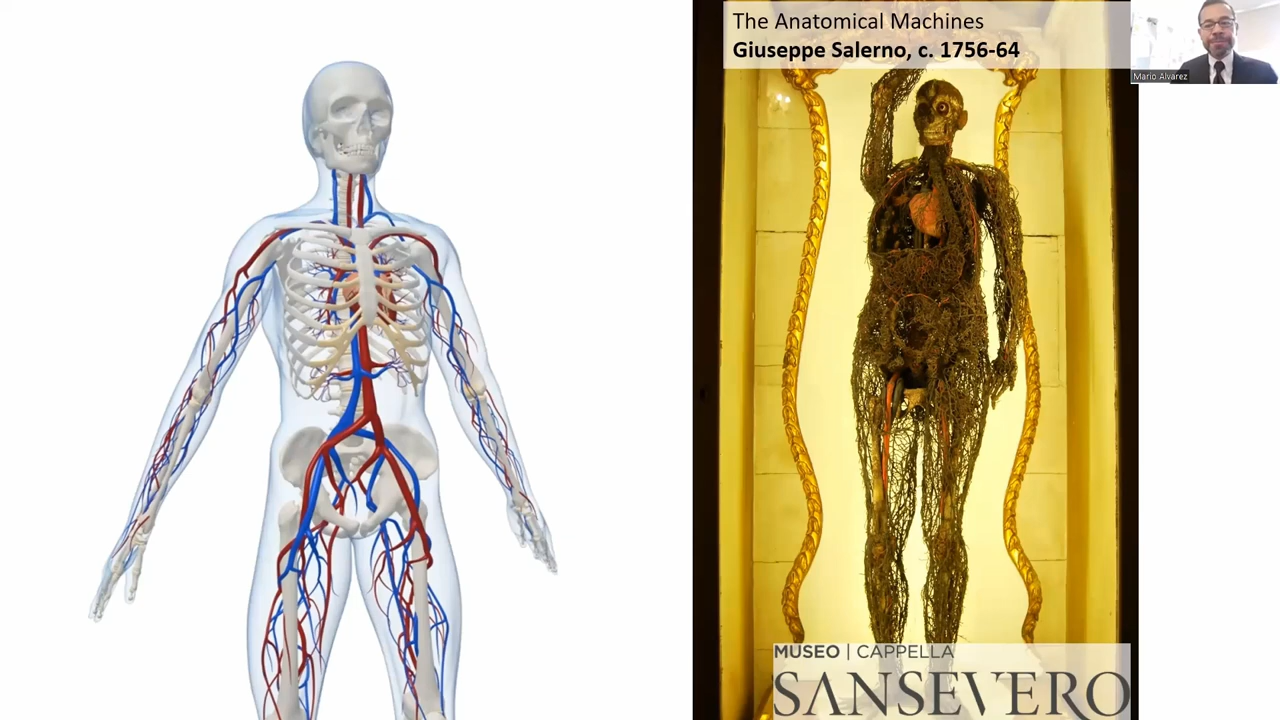 The Anatomical Machines
Giuseppe Salerno, c. 1756-64
Mario Alvarez
MUSEO | CAPPELLA
SANSEVERO